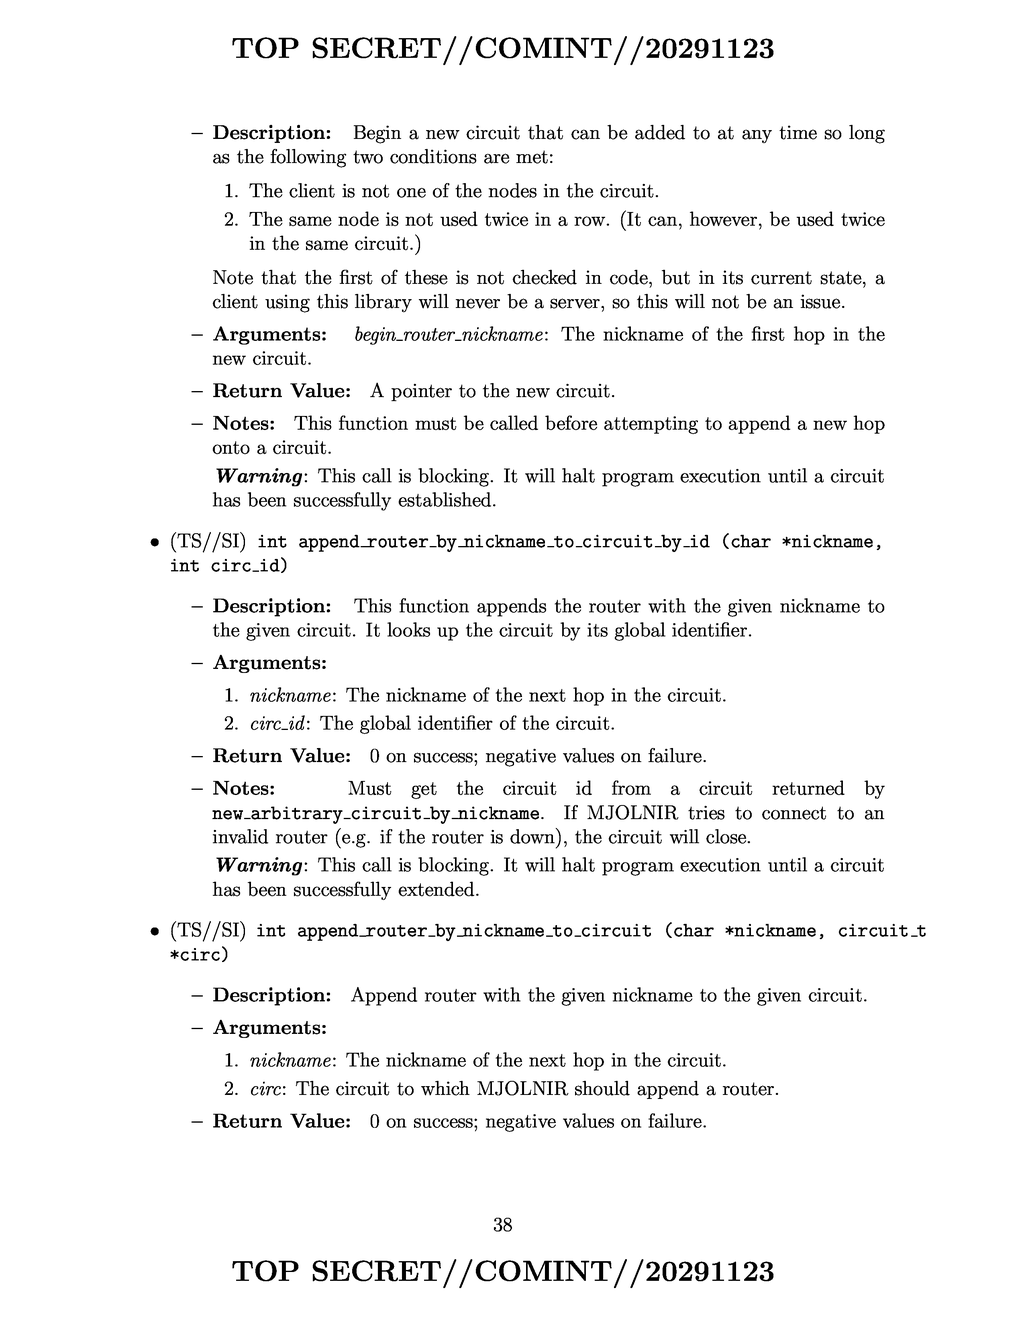 TOP SECRET//COMINT//20291123
– Description: Begin a new circuit that can be added to at any time so long
as the following two conditions are met:
1. The client is not one of the nodes in the circuit.
2. The same node is not used twice in a row. (It can, however, be used twice
in the same circuit.)
Note that the first of these is not checked in code, but in its current state, a
client using this library will never be a server, so this will not be an issue.
– Arguments: begin_router_nickname: The nickname of the first hop in the
new circuit.
– Return Value: A pointer to the new circuit.
– Notes: This function must be called before attempting to append a new hop
onto a circuit.
Warning: This call is blocking. It will halt program execution until a circuit
has been successfully established.
• (TS//SI) int append_router_by_nickname_to_circuit_by_id (char *nickname,
int circ_id)
– Description: This function appends the router with the given nickname to
the given circuit. It looks up the circuit by its global identifier.
– Arguments:
1. nickname: The nickname of the next hop in the circuit.
2. circ_id: The global identifier of the circuit.
– Return Value: 0 on success; negative values on failure.
– Notes: Must get the circuit id from a circuit returned by
new_arbitrary_circuit_by_nickname. If MJOLNIR tries to connect to an
invalid router (e.g. if the router is down), the circuit will close.
Warning: This call is blocking. It will halt program execution until a circuit
has been successfully extended.
• (TS//SI) int append_router_by_nickname_to_circuit (char *nickname, circuit_t
*circ)
– Description: Append router with the given nickname to the given circuit.
– Arguments:
1. nickname: The nickname of the next hop in the circuit.
2. circ: The circuit to which MJOLNIR should append a router.
– Return Value: 0 on success; negative values on failure.
38
TOP SECRET//COMINT//20291123